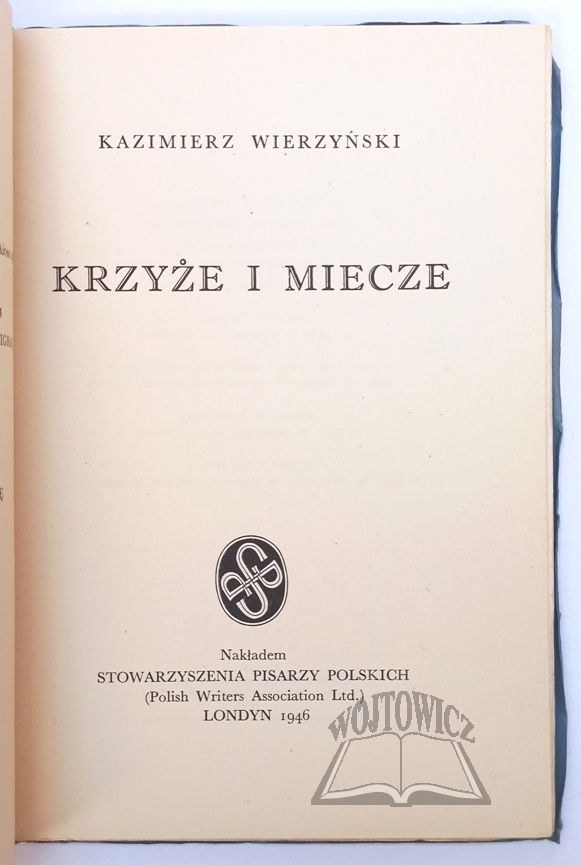 KAZIMIERZ WIERZYŃSKI
KRZYŻE I MIECZE
Nakładem
STOWARZYSZENIA PISARZY POLSKICH
(Polish Writers Association Ltd.)
LONDYN 1946
WÓJTOWICZ